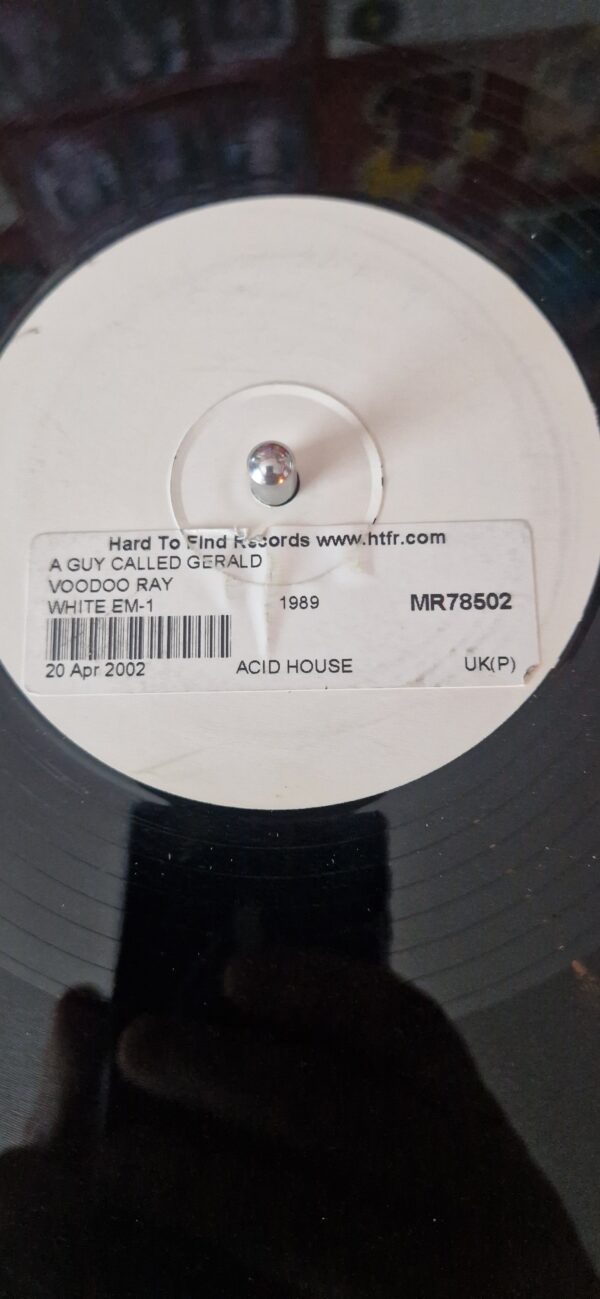 Hard To Find Records www.htfr.com
A GUY CALLED GERALD
VOODOO RAY
WHITE EM-1 1989 MR78502
20 Apr 2002 ACID HOUSE UK(P)